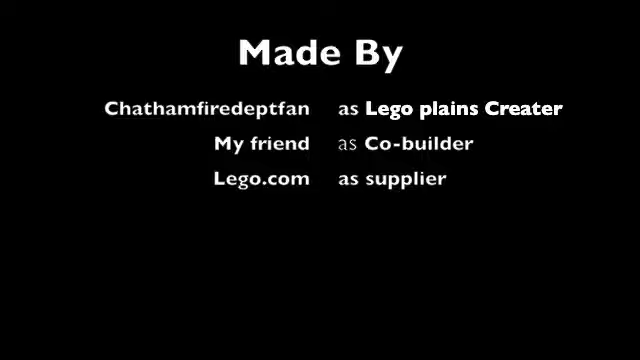 Made By
Chathamfiredeptfan as Lego plains Creater
My friend as Co-builder
Lego.com as supplier